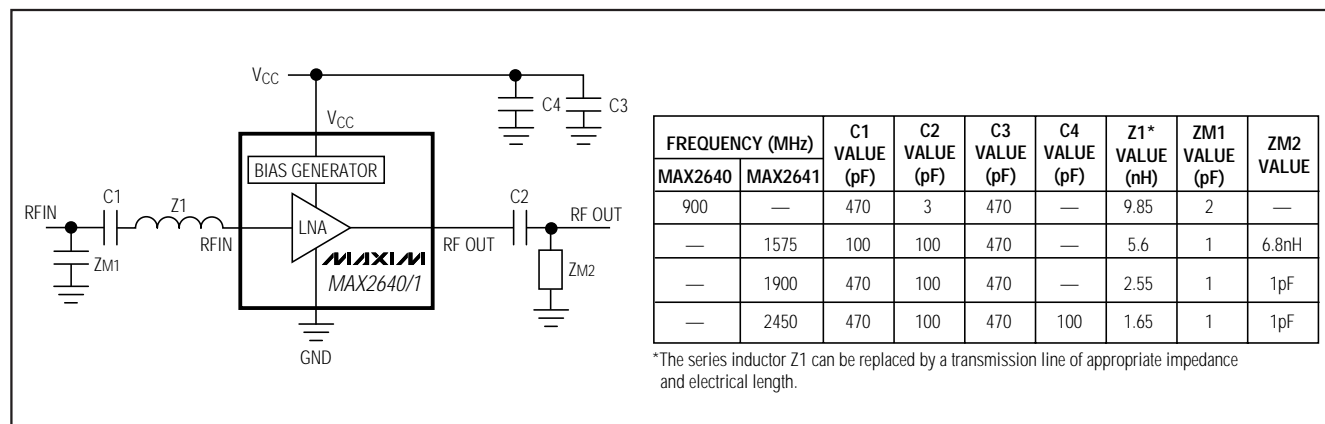 VCC
C4
C3
VCC
BIAS GENERATOR
C1
Z1
C2
RFIN
RF OUT
LNA
RFIN
RF OUT
ZM1
MAXIM
ZM2
MAX2640/1
GND
FREQUENCY (MHz) C1 VALUE (pF) C2 VALUE (pF) C3 VALUE (pF) C4 VALUE (pF) Z1* VALUE (nH) ZM1 VALUE (pF) ZM2 VALUE
MAX2640 MAX2641
900 — 470 3 470 — 9.85 2 —
— 1575 100 100 470 — 5.6 1 6.8nH
— 1900 470 100 470 — 2.55 1 1pF
— 2450 470 100 470 100 1.65 1 1pF
*The series inductor Z1 can be replaced by a transmission line of appropriate impedance
and electrical length.